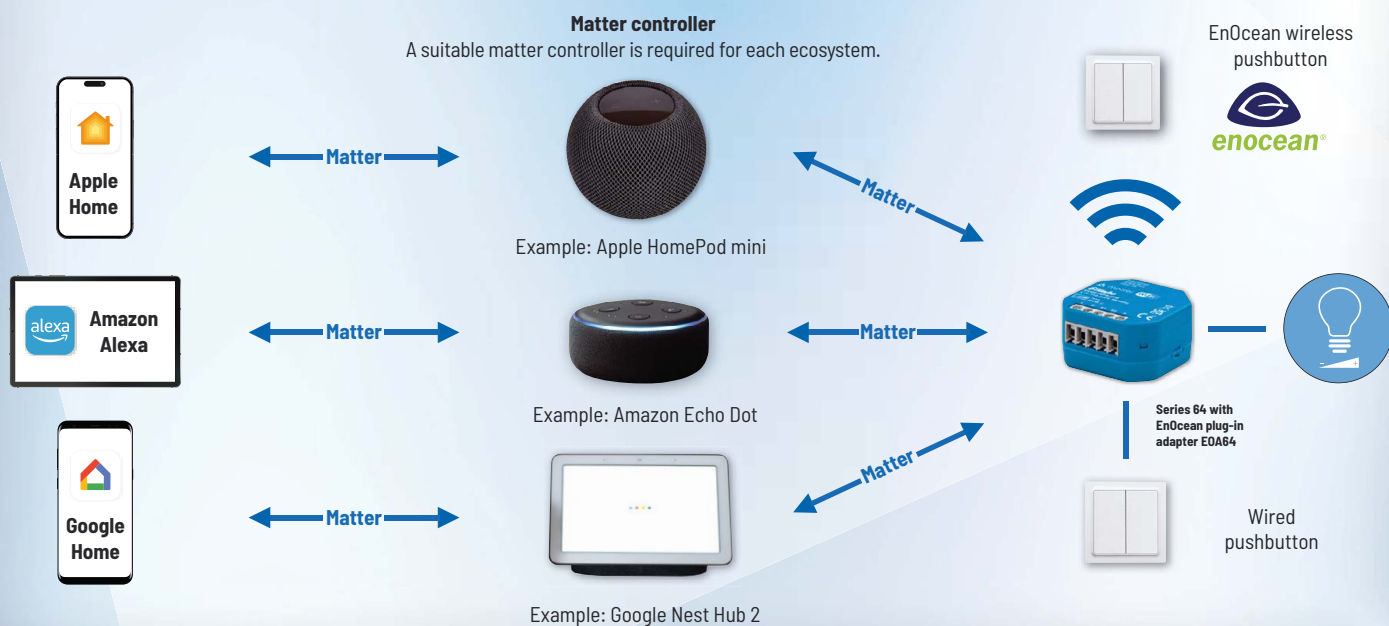 Matter controller
A suitable matter controller is required for each ecosystem.
EnOcean wireless
pushbutton
enocean®
Apple
Home
Matter
Matter
Example: Apple HomePod mini
alexa
Amazon
Alexa
Matter
Matter
Example: Amazon Echo Dot
Series 64 with
EnOcean plug-in
adapter EOA64
Google
Home
Matter
Matter
Example: Google Nest Hub 2
Wired
pushbutton